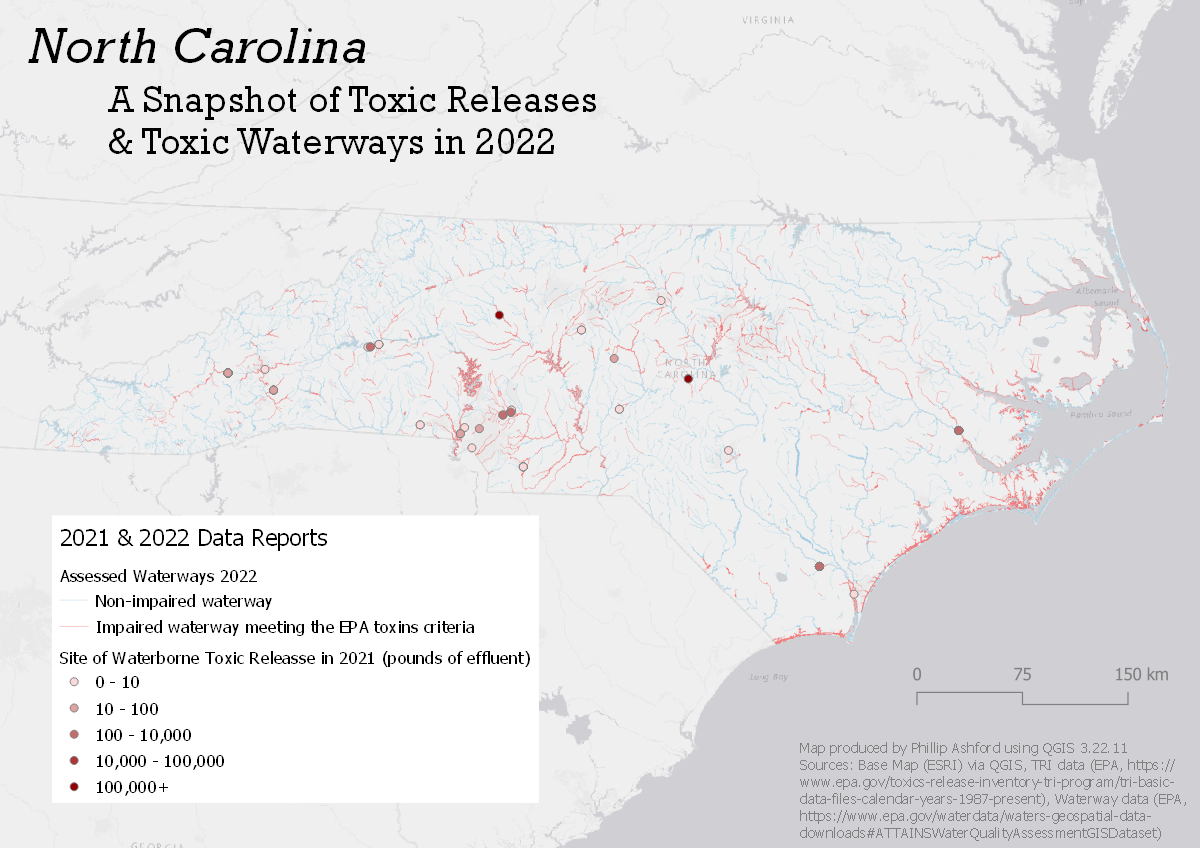 VIRGINIA
North Carolina
A Snapshot of Toxic Releases
& Toxic Waterways in 2022
Albemarle
Sound
NORTH
CAROLINA
Pamlico Sound
2021 & 2022 Data Reports
Assessed Waterways 2022
Non-impaired waterway
Impaired waterway meeting the EPA toxins criteria
Site of Waterborne Toxic Releasse in 2021 (pounds of effluent)
0 - 10
10 - 100
100 - 10,000
10,000 - 100,000
100,000+
Long Bay
0 75 150 km
Map produced by Phillip Ashford using QGIS 3.22.11
Sources: Base Map (ESRI) via QGIS, TRI data (EPA, https://
www.epa.gov/toxics-release-inventory-tri-program/tri-basic-
data-files-calendar-years-1987-present), Waterway data (EPA,
https://www.epa.gov/waterdata/waters-geospatial-data-
downloads#ATTAINSWaterQualityAssessmentGISDataset)
GEORGIA